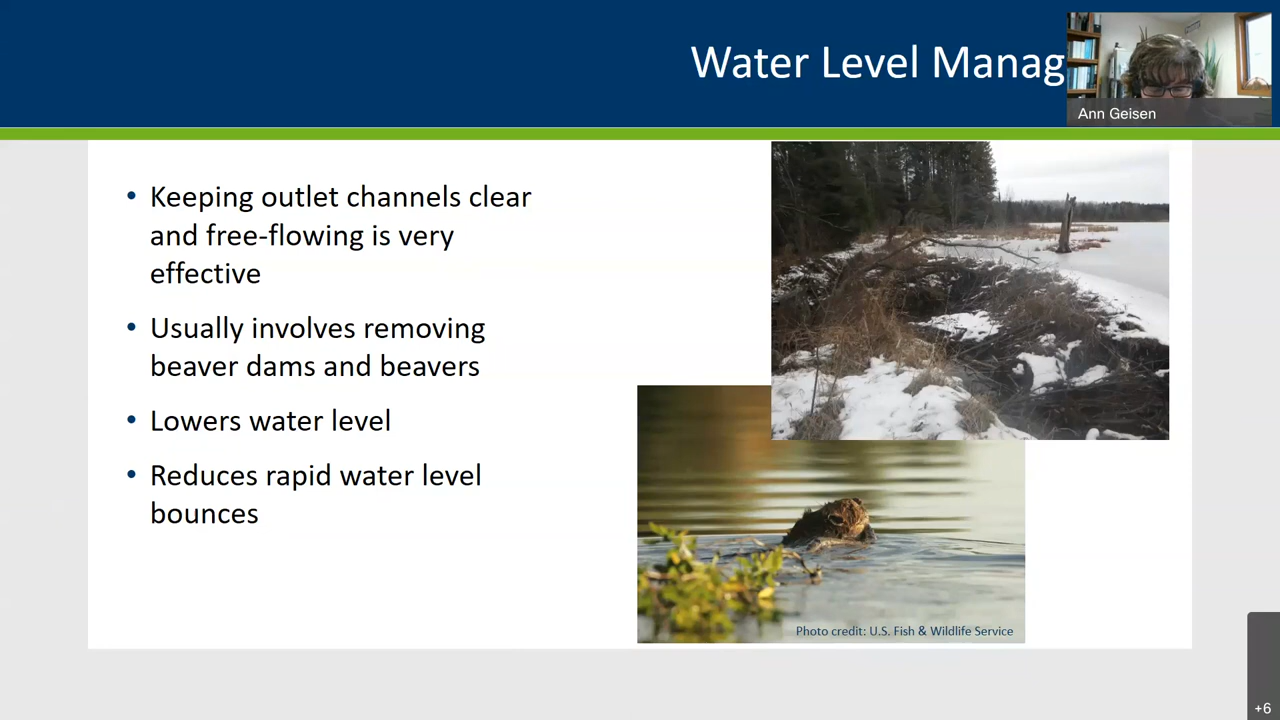 Water Level Manag
Ann Geisen
• Keeping outlet channels clear
and free-flowing is very
effective
• Usually involves removing
beaver dams and beavers
• Lowers water level
• Reduces rapid water level
bounces
Photo credit: U.S. Fish & Wildlife Service
+6